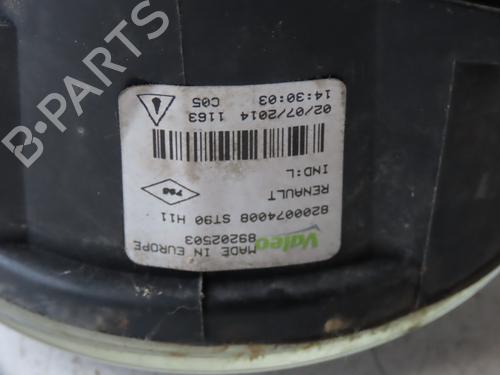 Valeo
MADE IN EUROPE
89202503
8200074008 ST90 H11
RENAULT
IND:L
02/07/2014 1163
14:30:03 C05
B-PARTS